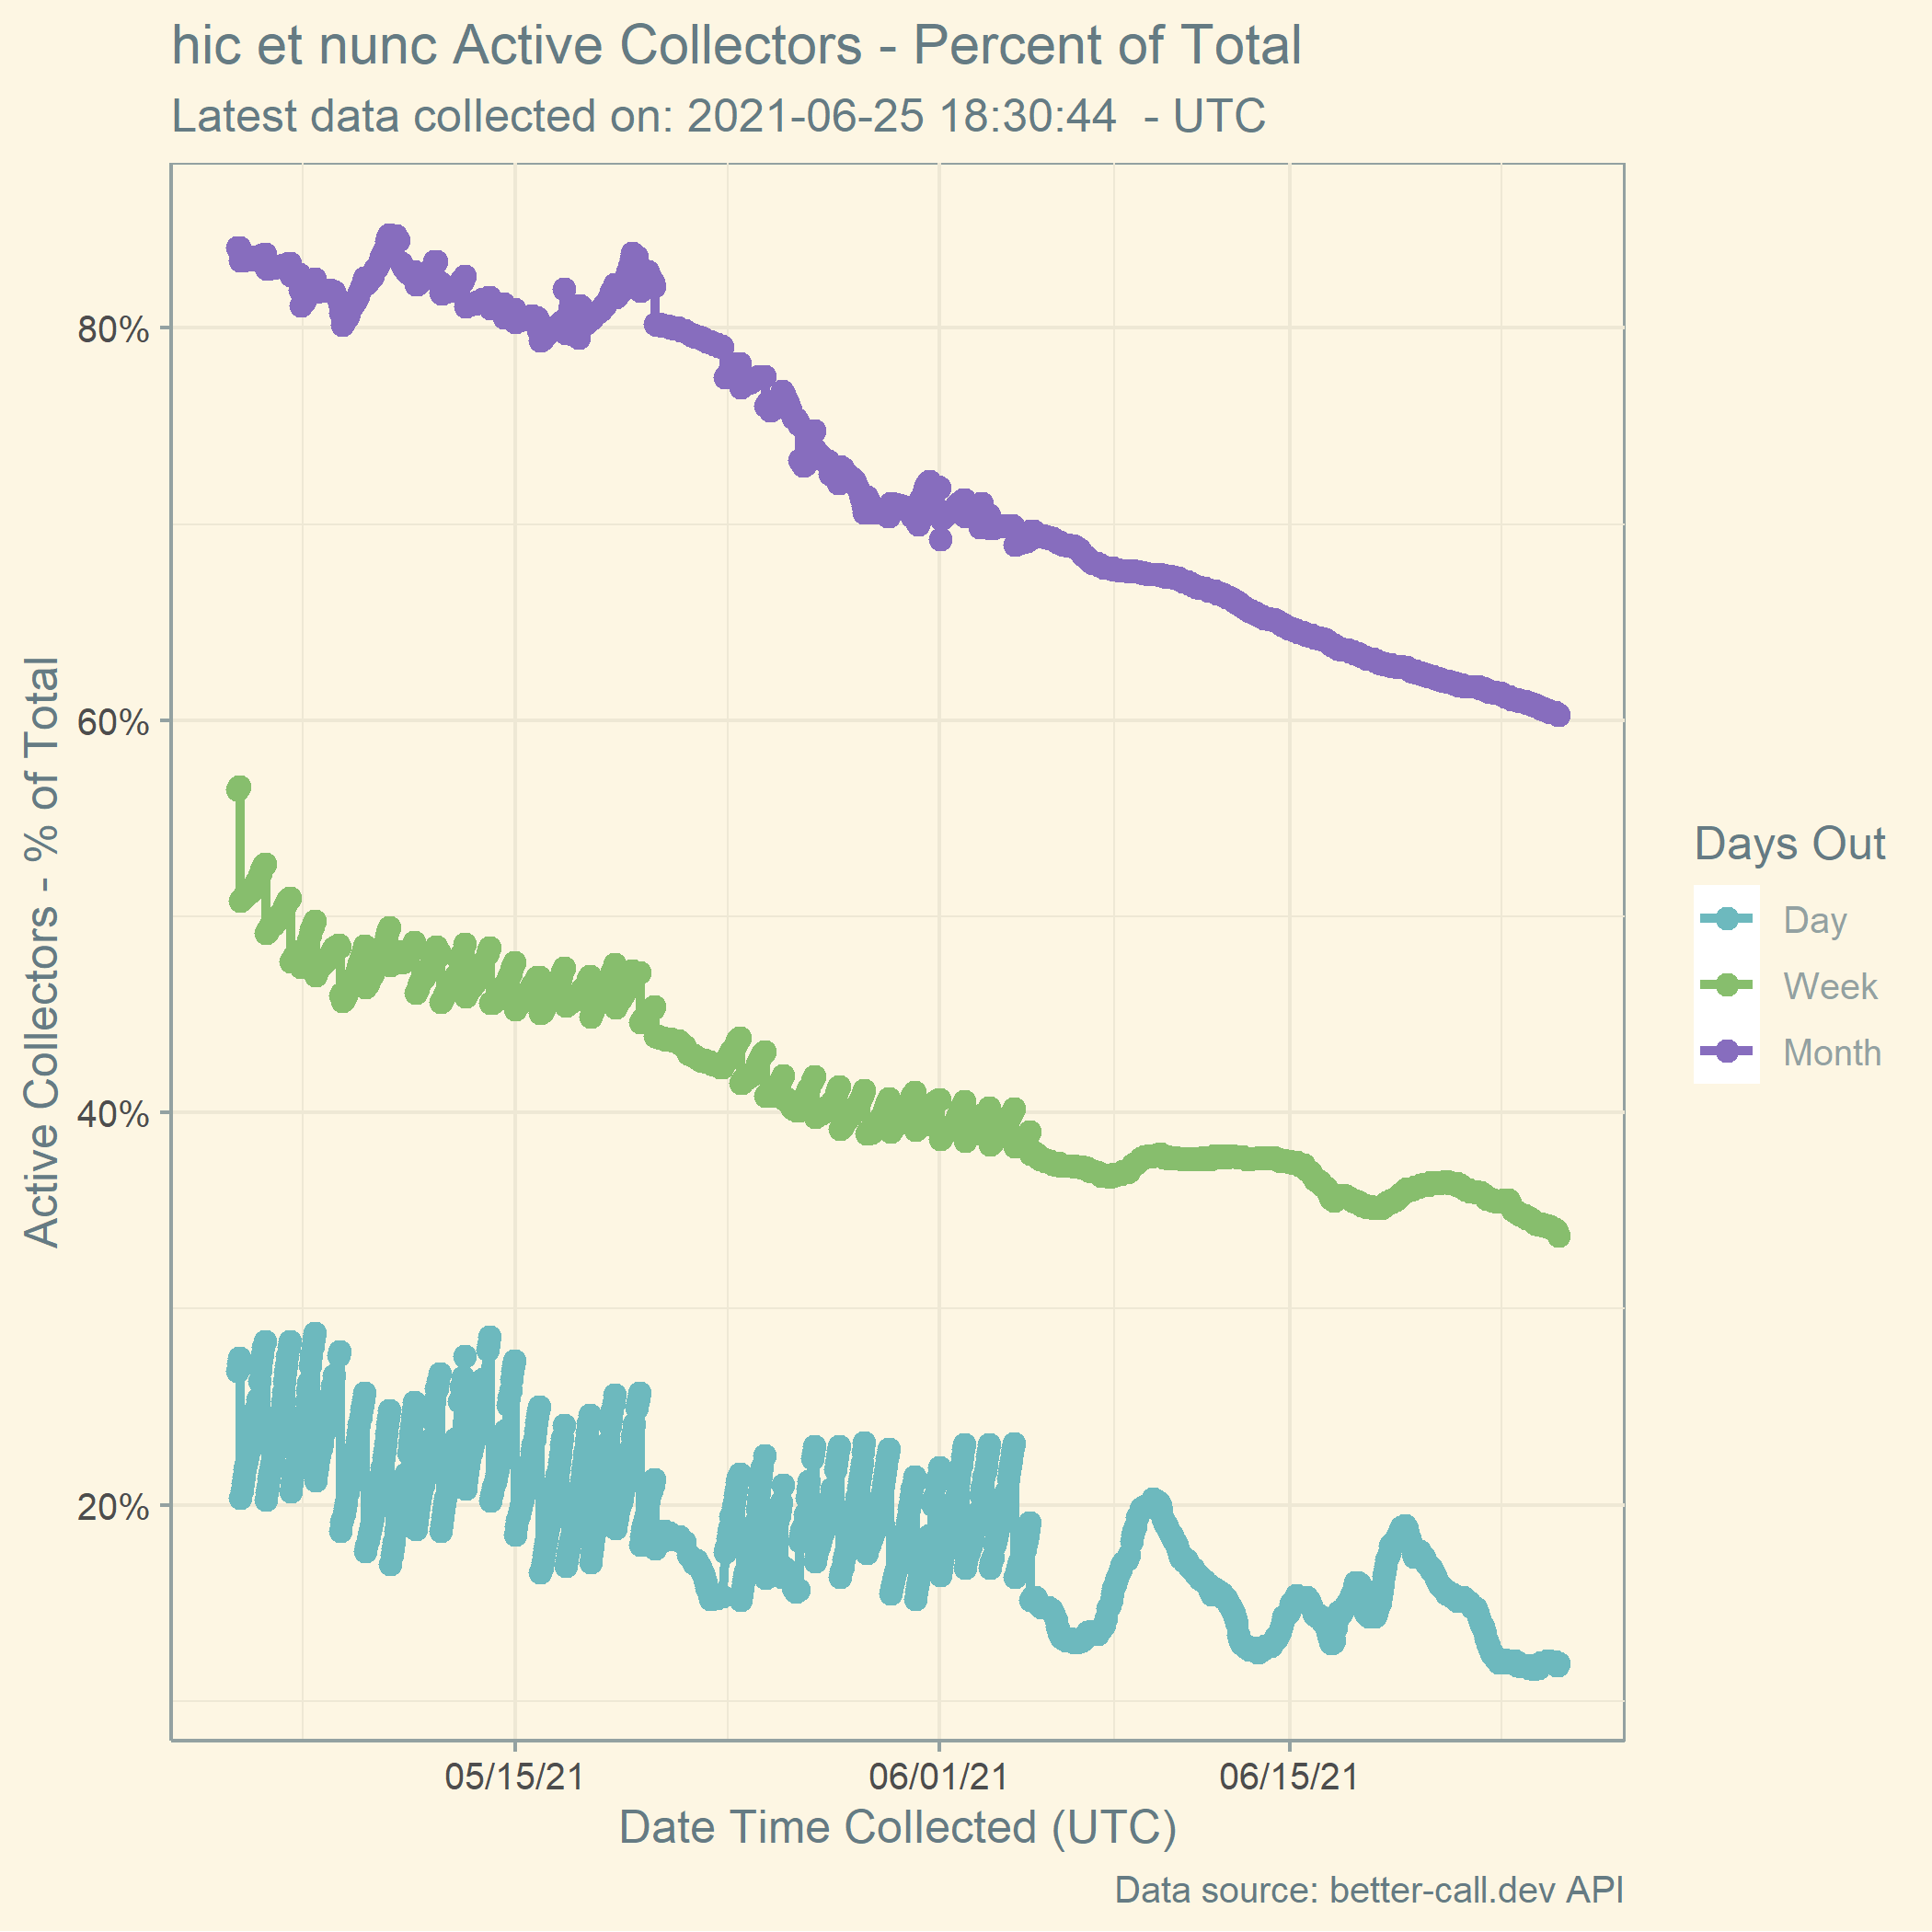 hic et nunc Active Collectors - Percent of Total
Latest data collected on: 2021-06-25 18:30:44  - UTC
Active Collectors - % of Total
80%
60%
40%
20%
05/15/21
06/01/21
06/15/21
Date Time Collected (UTC)
Days Out
Day
Week
Month
Data source: better-call.dev API